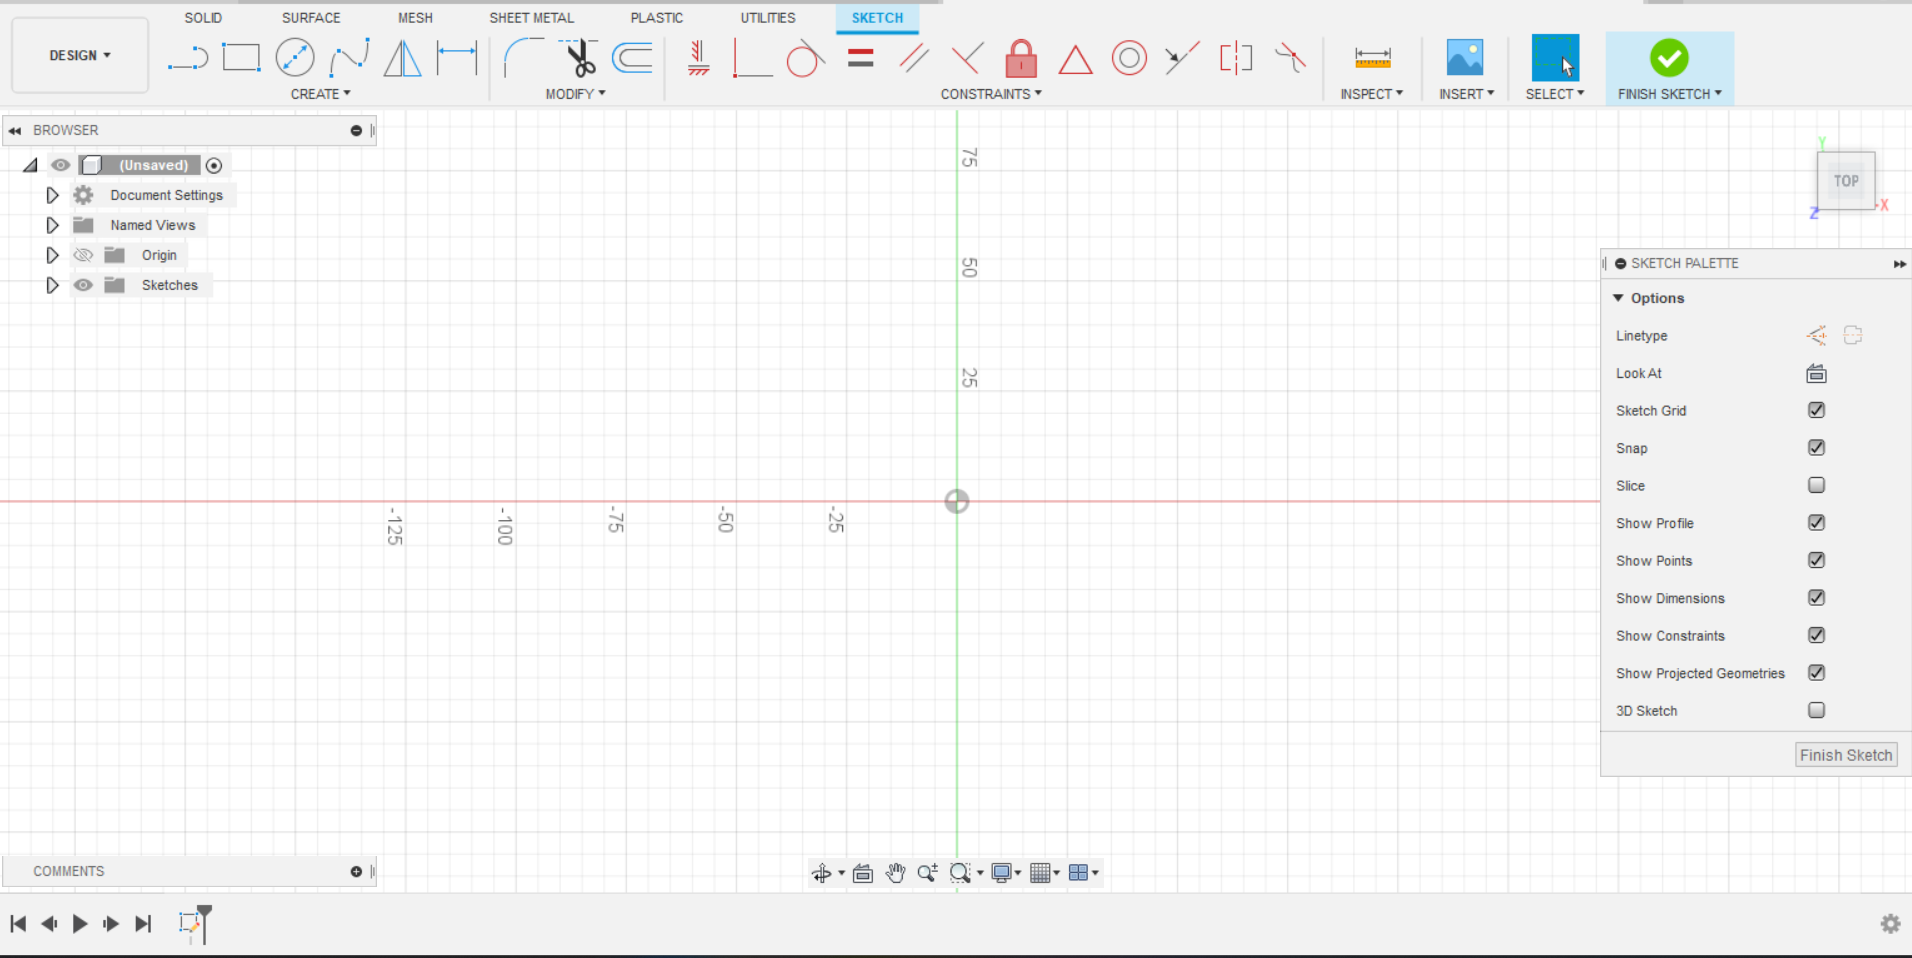 SOLID SURFACE MESH SHEET METAL PLASTIC UTILITIES SKETCH
DESIGN
CREATE MODIFY CONSTRAINTS INSPECT INSERT SELECT FINISH SKETCH
BROWSER
(Unsaved)
Document Settings
Named Views
Origin
Sketches
75
50
25
-125 -100 -75 -50 -25
Y
TOP
Z X
SKETCH PALETTE
Options
Linetype
Look At
Sketch Grid
Snap
Slice
Show Profile
Show Points
Show Dimensions
Show Constraints
Show Projected Geometries
3D Sketch
Finish Sketch
COMMENTS